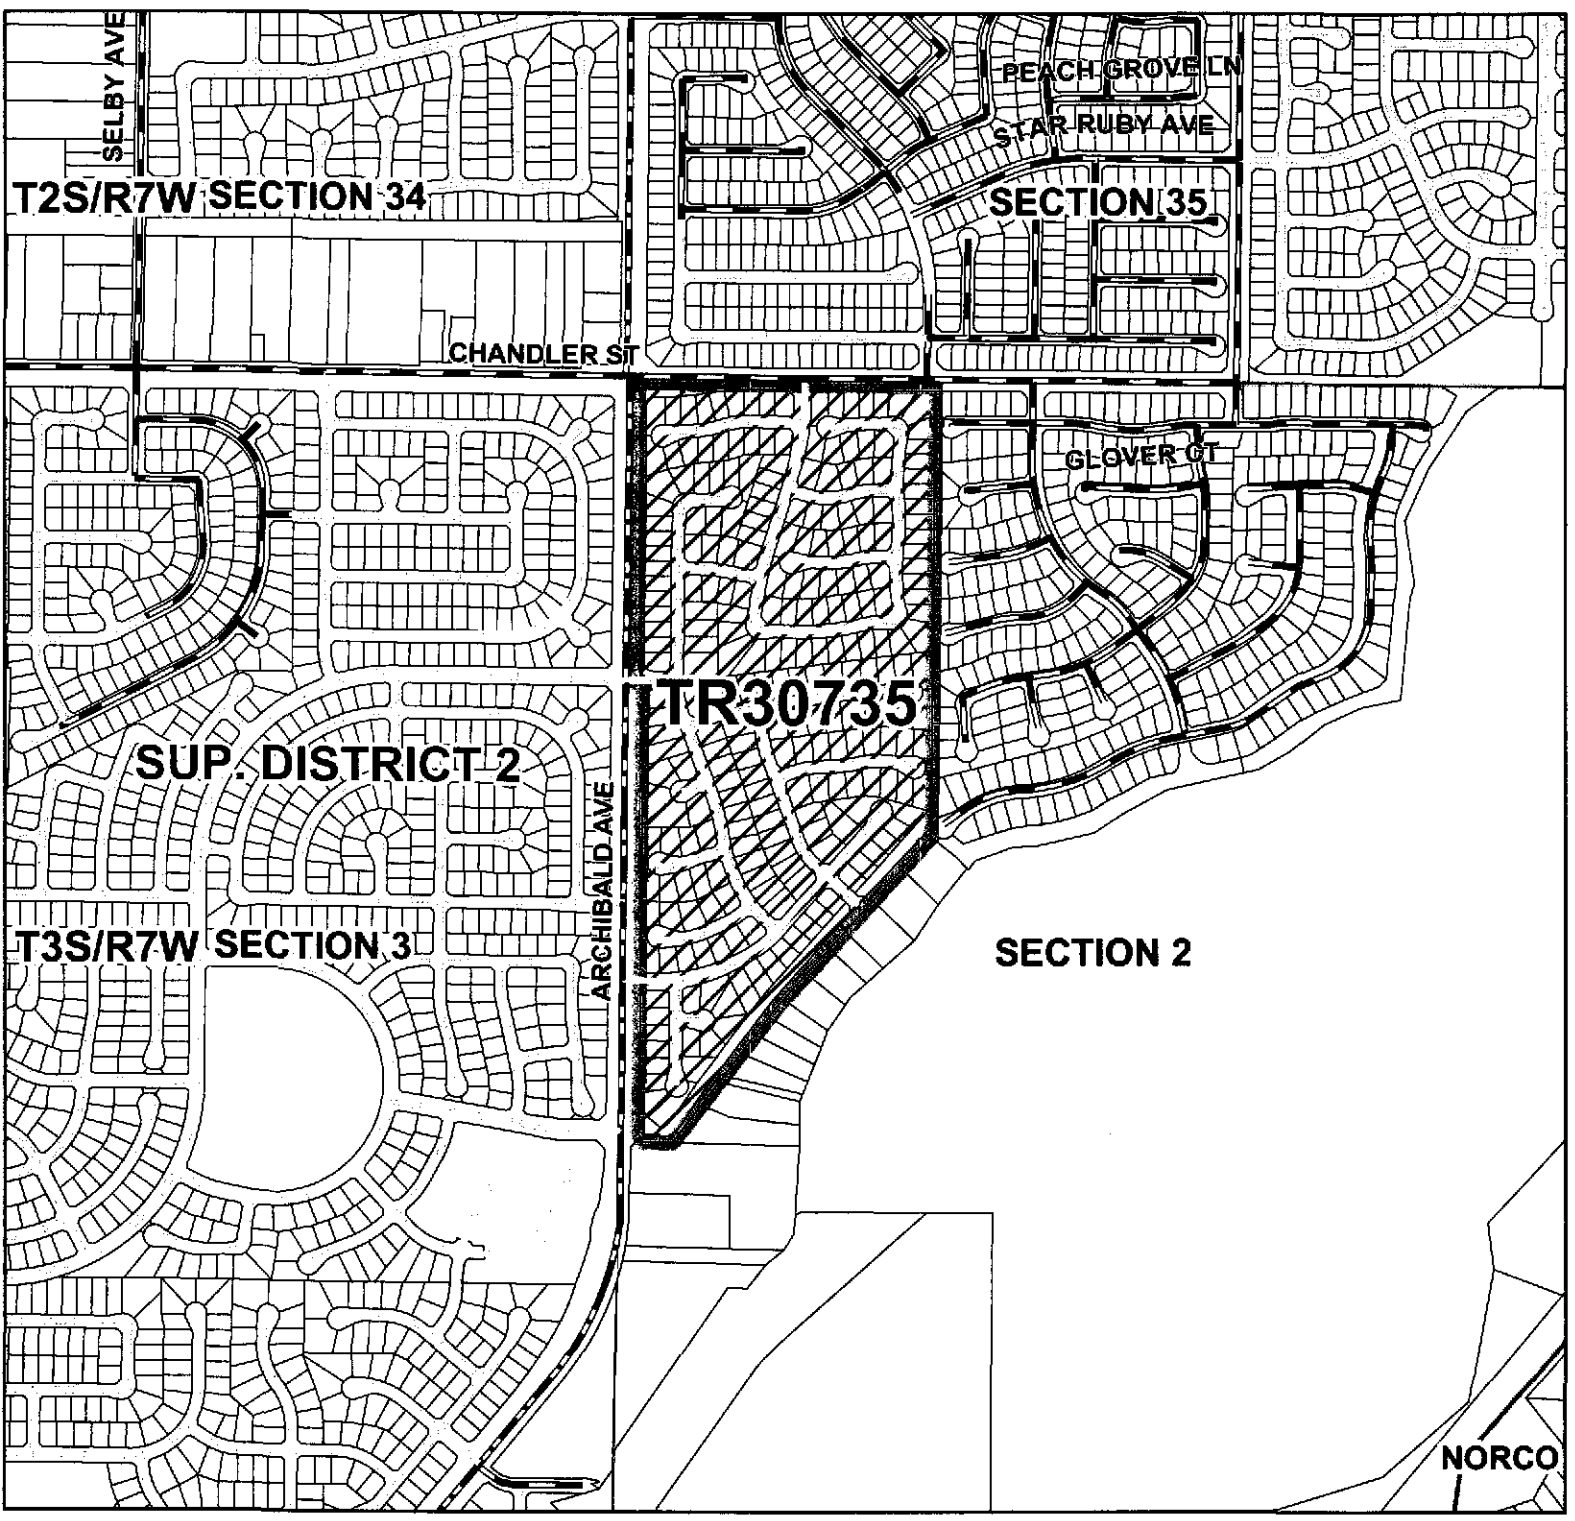 SELBY AVE
PEACH GROVE LN
STAR RUBY AVE
T2S/R7W SECTION 34
SECTION 35
CHANDLER ST
GLOVER CT
TR30735
SUP. DISTRICT 2
ARCHIBALD AVE
T3S/R7W SECTION 3
SECTION 2
NORCO